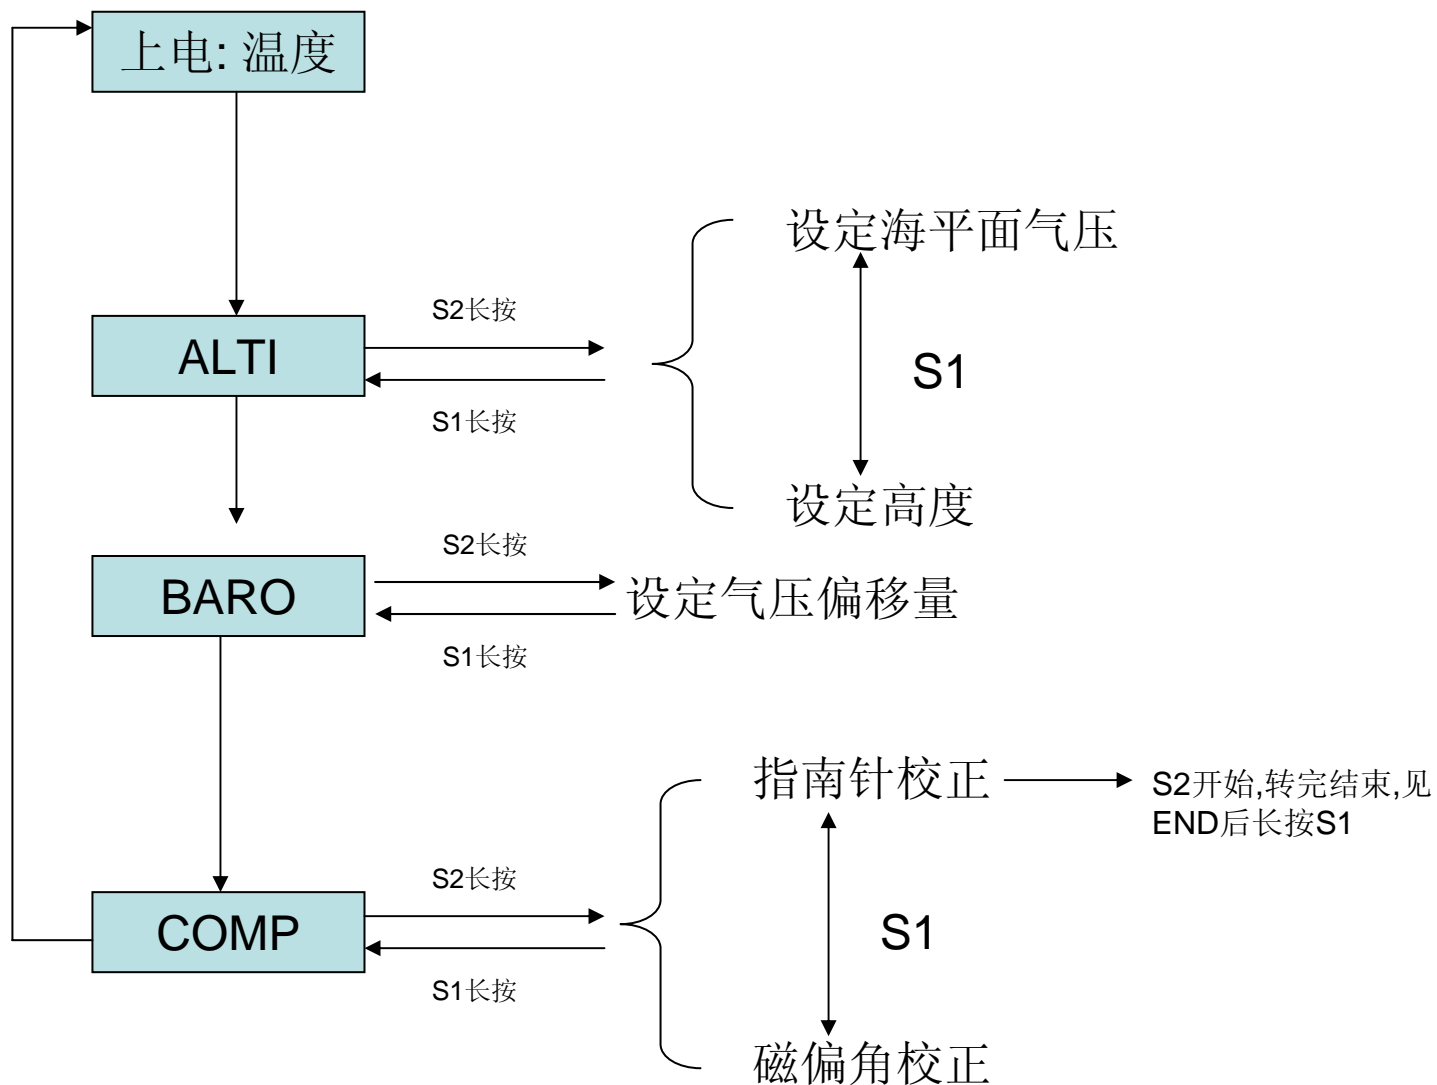 上电: 温度
设定海平面气压
S2长按
ALTI
S1
S1长按
设定高度
S2长按
BARO
设定气压偏移量
S1长按
指南针校正
S2开始,转完结束,见
END后长按S1
S2长按
COMP
S1
S1长按
磁偏角校正